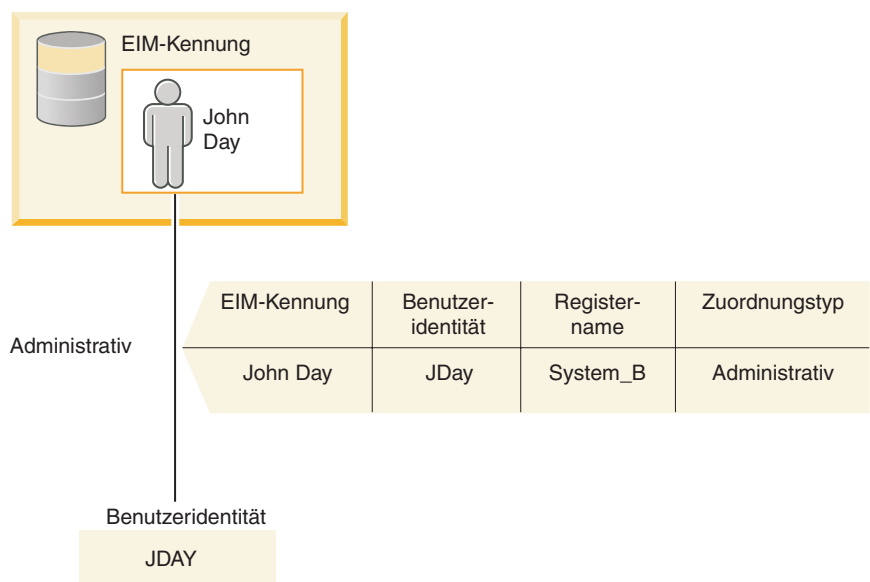 EIM-Kennung
John
Day
EIM-Kennung Benutzer- Register- Zuordnungstyp
identität name
Administrativ
John Day JDay System_B Administrativ
Benutzeridentität
JDAY